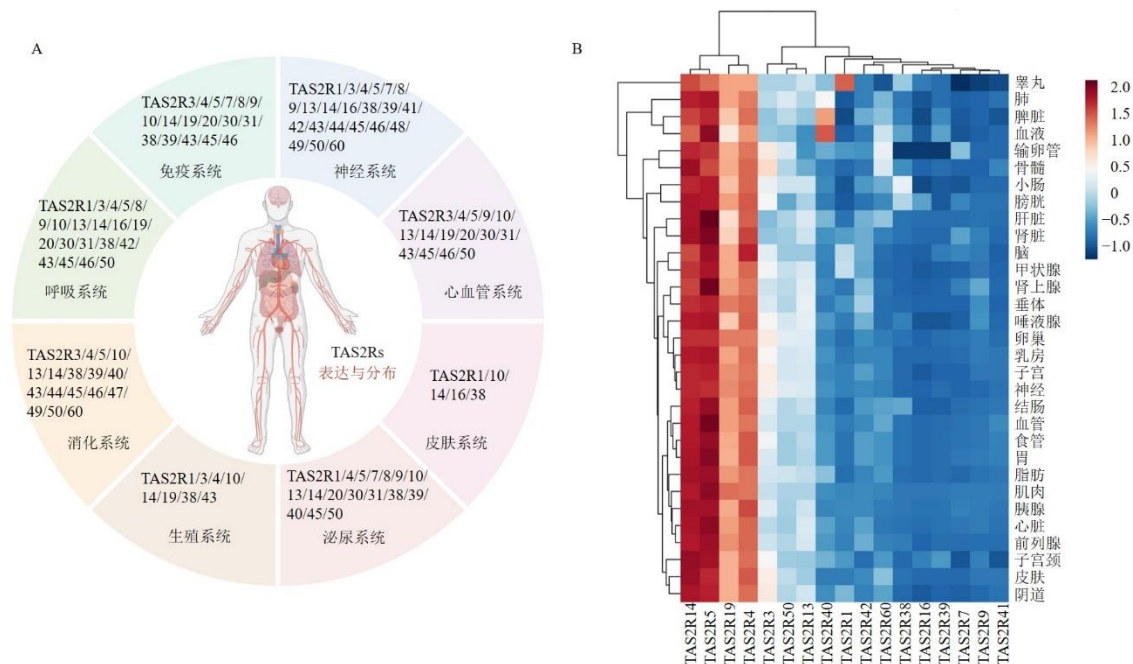 A
TAS2R3/4/5/7/8/9/
10/14/19/20/30/31/
38/39/43/45/46
免疫系统
TAS2R1/3/4/5/7/8/
9/13/14/16/38/39/41/
42/43/44/45/46/48/
49/50/60
神经系统
TAS2R1/3/4/5/8/
9/10/13/14/16/19/
20/30/31/38/42/
43/45/46/50
呼吸系统
TAS2R3/4/5/9/10/
13/14/19/20/30/31/
43/45/46/50
心血管系统
TAS2Rs
表达与分布
TAS2R3/4/5/10/
13/14/38/39/40/
43/44/45/46/47/
49/50/60
消化系统
TAS2R1/10/
14/16/38
皮肤系统
TAS2R1/3/4/10/
14/19/38/43
生殖系统
TAS2R1/4/5/7/8/9/10/
13/14/20/30/31/38/39/
40/45/50
泌尿系统
B
睾丸
肺
脾脏
血液
输卵管
骨髓
小肠
膀胱
肝脏
肾脏
脑
甲状腺
肾上腺
垂体
唾液腺
卵巢
乳房
子宫
神经
结肠
血管
食管
胃
脂肪
肌肉
胰腺
心脏
前列腺
子宫颈
皮肤
阴道
TAS2R14
TAS2R5
TAS2R19
TAS2R4
TAS2R3
TAS2R50
TAS2R13
TAS2R40
TAS2R1
TAS2R42
TAS2R60
TAS2R38
TAS2R16
TAS2R39
TAS2R7
TAS2R9
TAS2R41
2.0
1.5
1.0
0.5
0
−0.5
−1.0